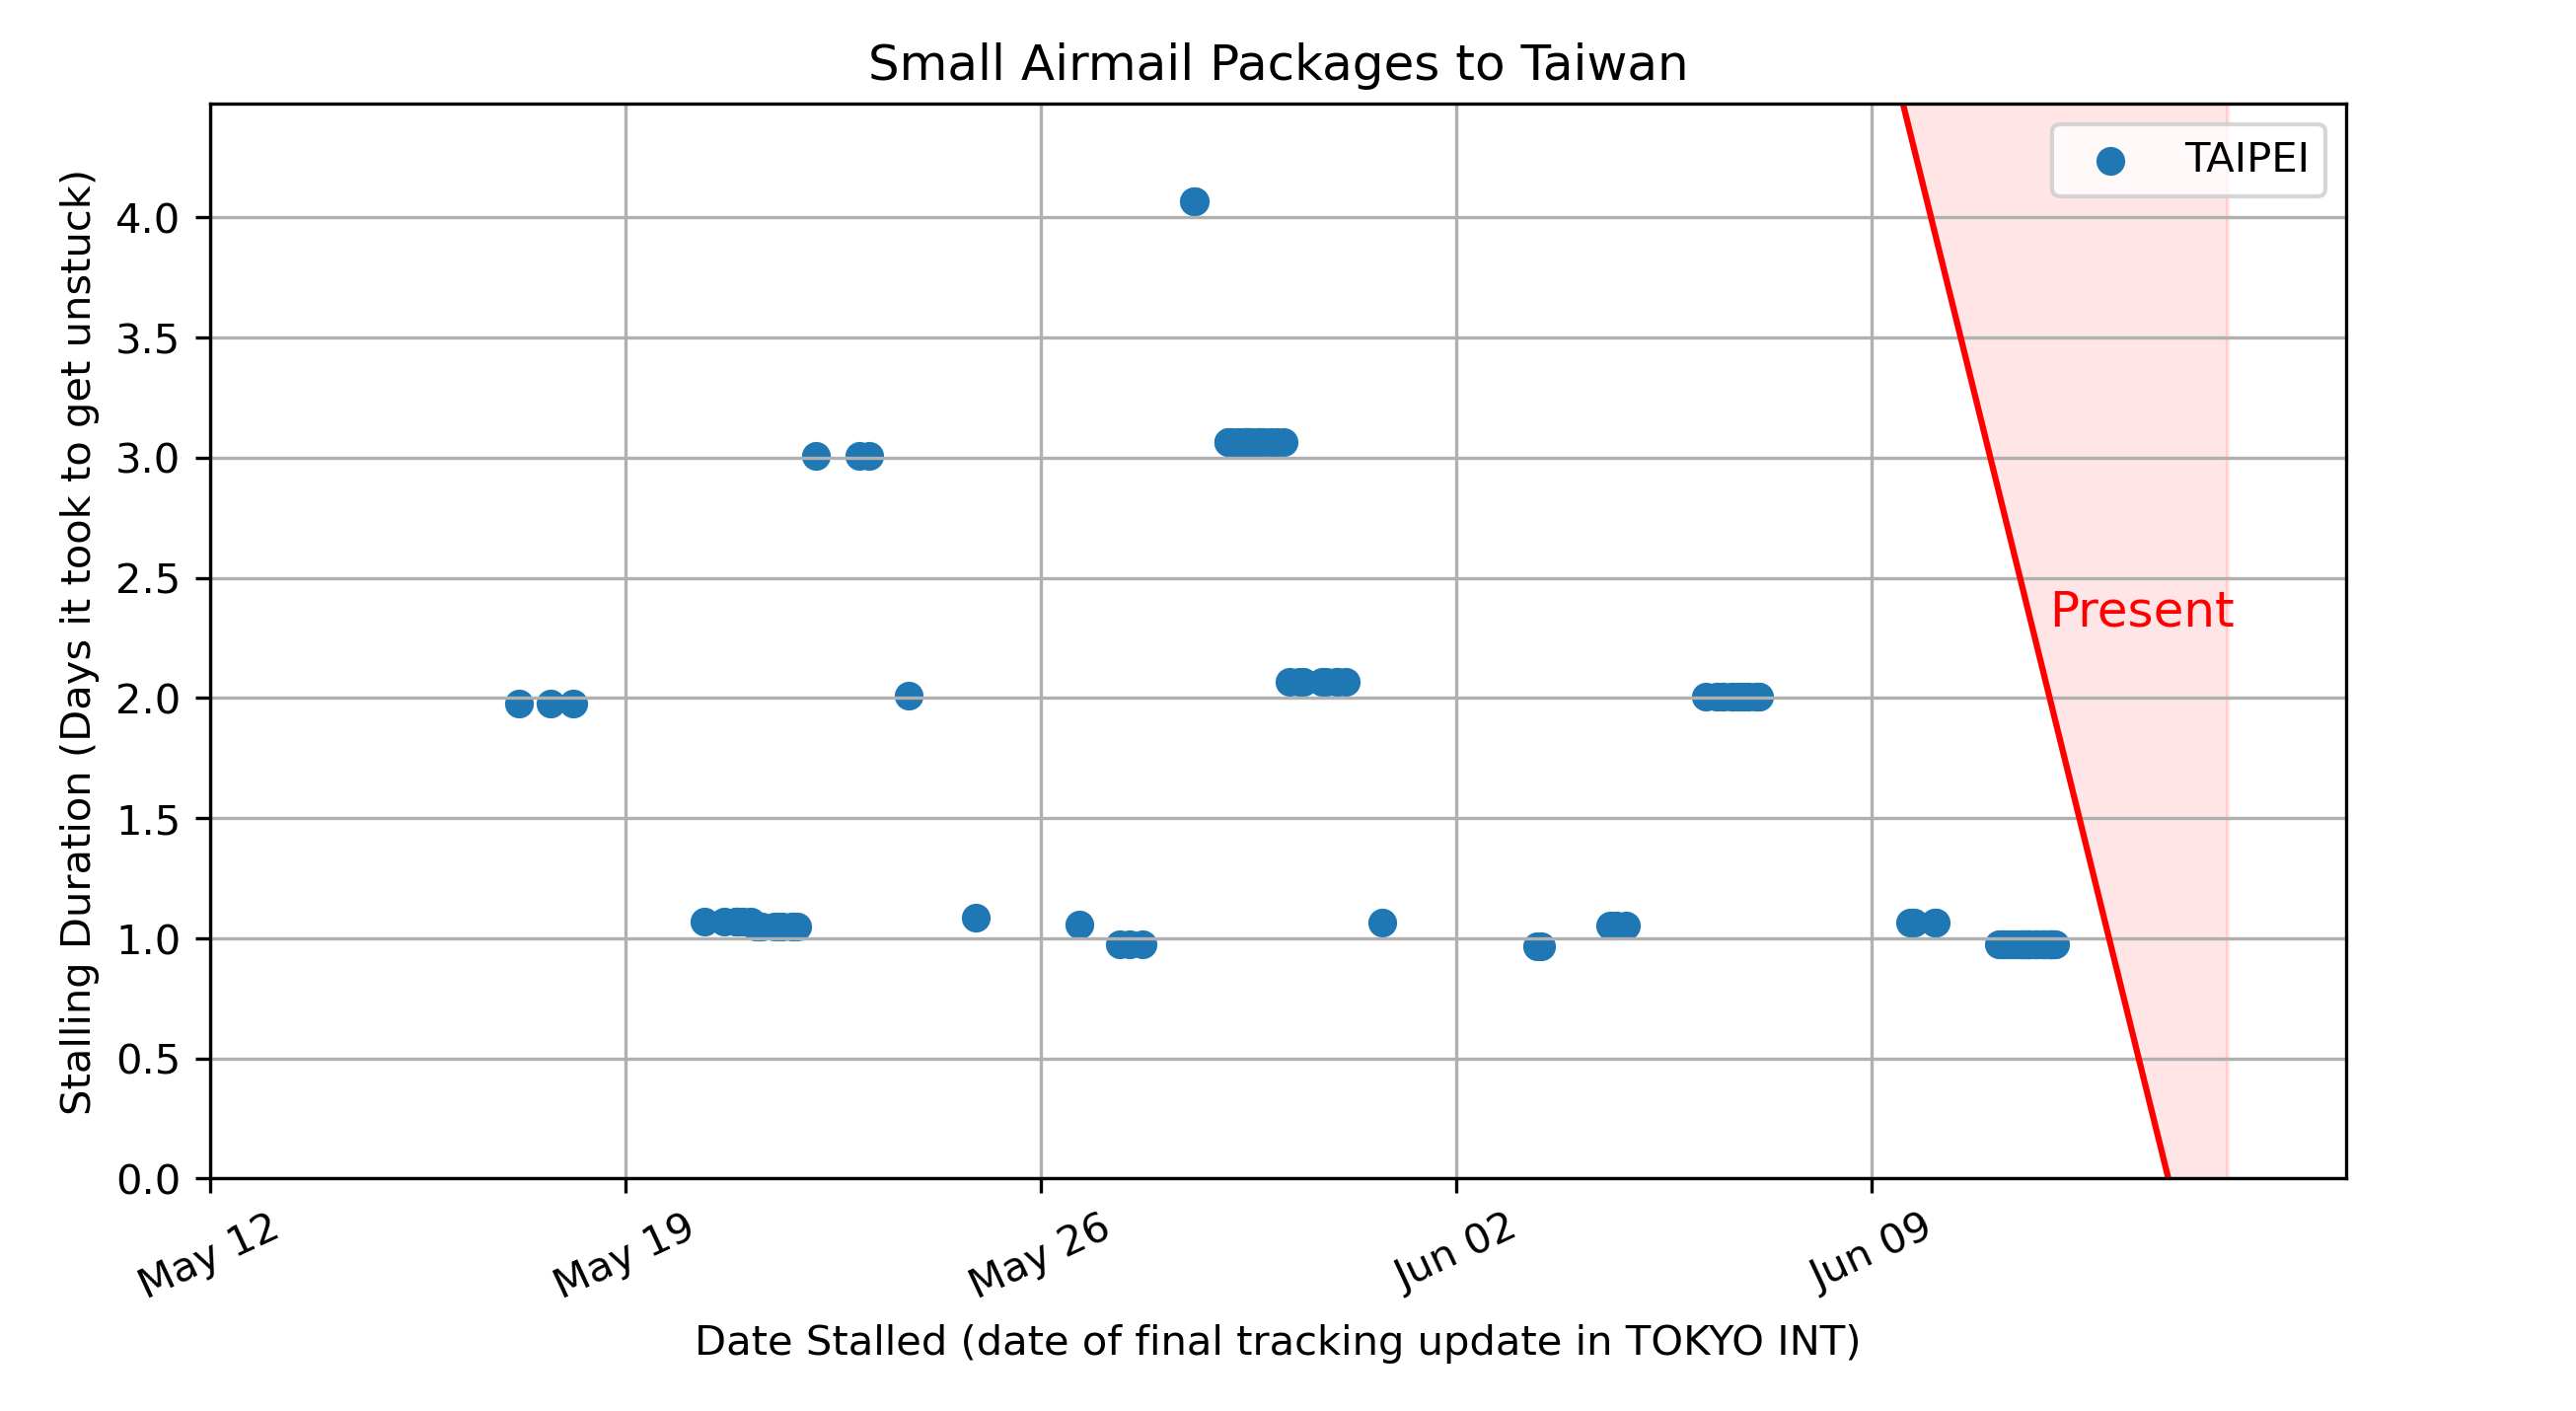 Small Airmail Packages to Taiwan
TAIPEI
Stalling Duration (Days it took to get unstuck)
4.0
3.5
3.0
2.5
2.0
1.5
1.0
0.5
0.0
Present
May 12
May 19
May 26
Jun 02
Jun 09
Date Stalled (date of final tracking update in TOKYO INT)